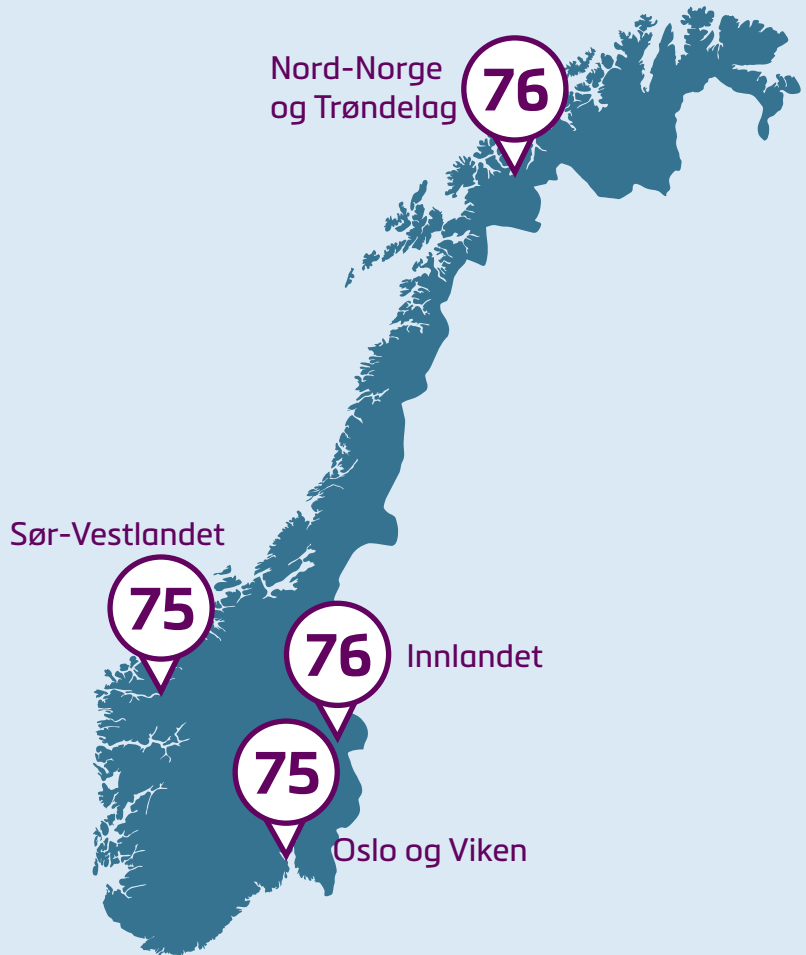 Nord-Norge
og Trøndelag
76
Sør-Vestlandet
75
76
Innlandet
75
Oslo og Viken